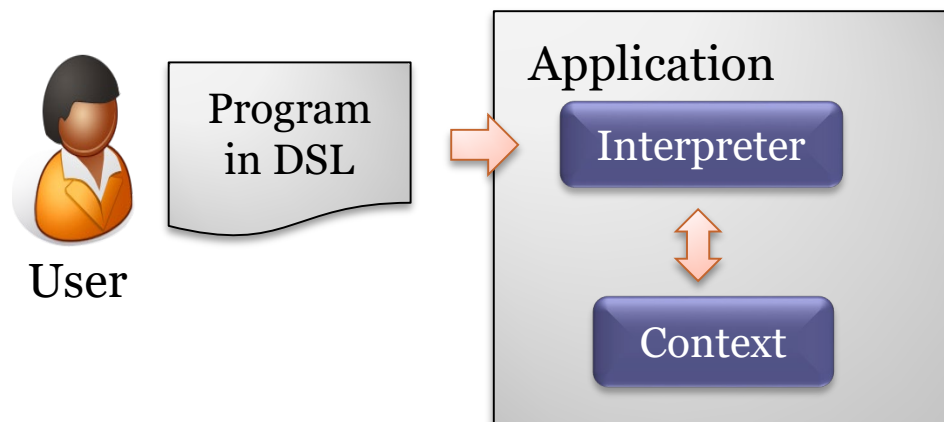 User
Program
in DSL
Application
Interpreter
Context